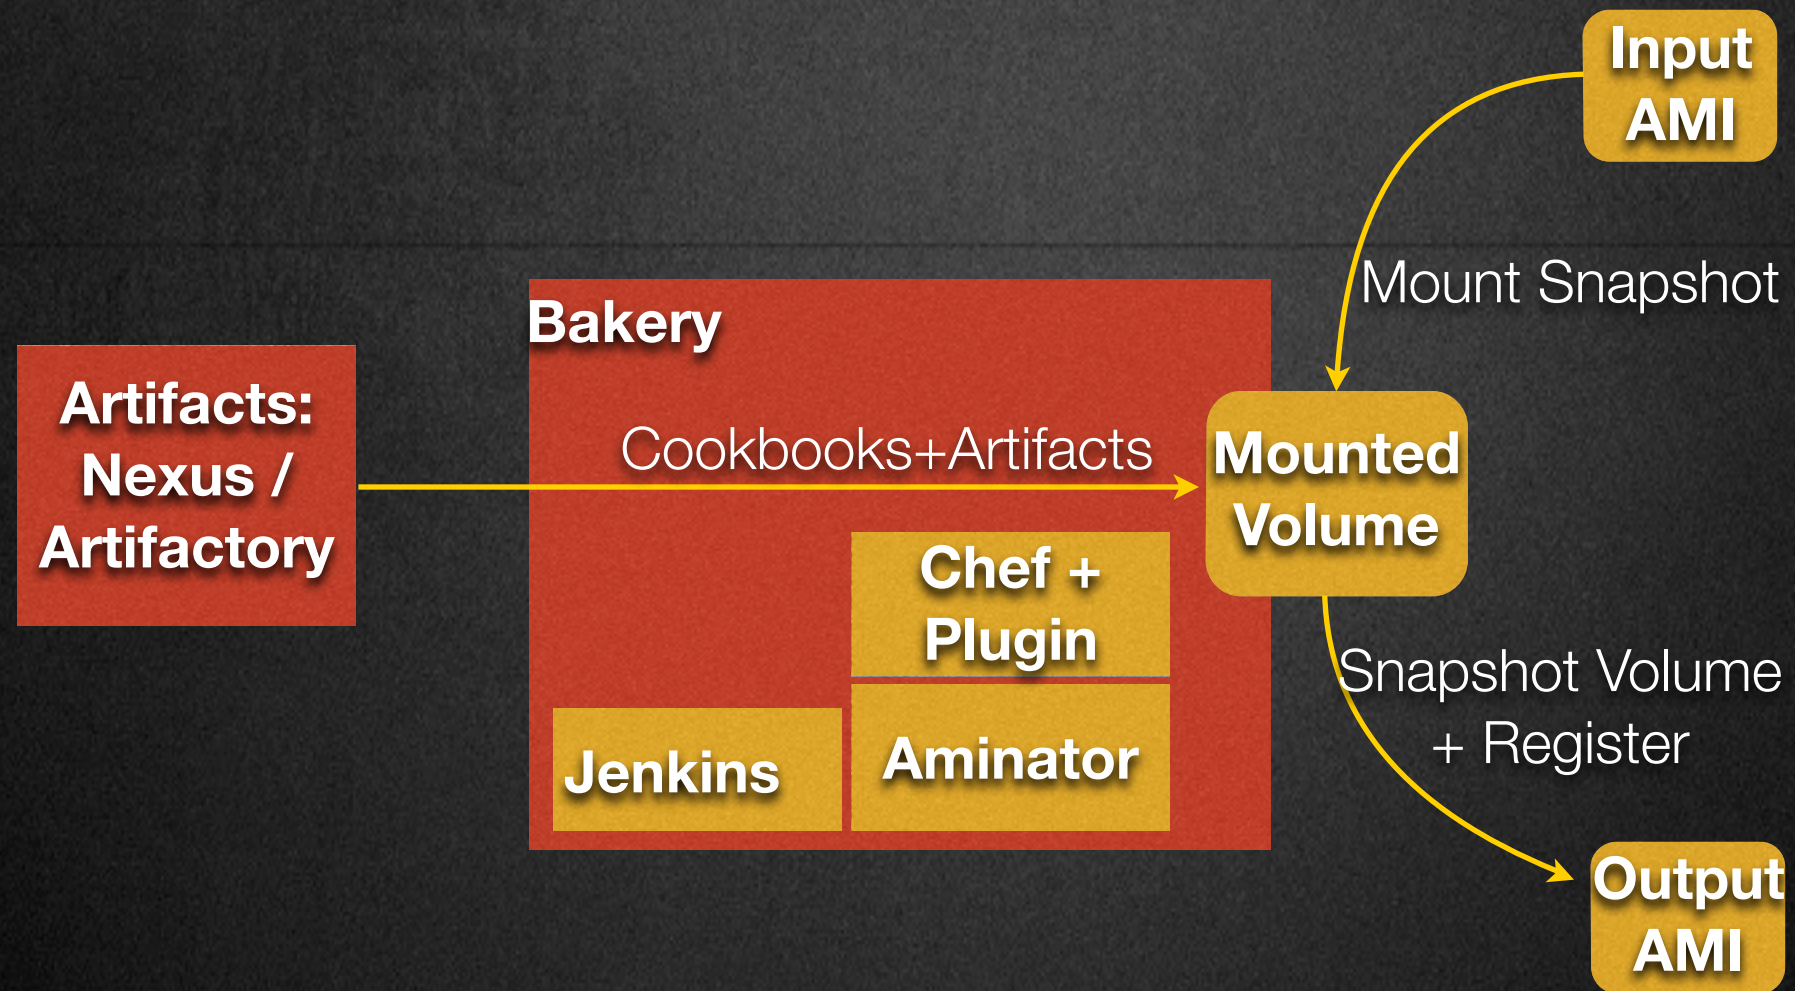 Input
AMI
Mount Snapshot
Bakery
Artifacts:
Nexus /
Artifactory
Cookbooks+Artifacts
Mounted
Volume
Chef +
Plugin
Jenkins
Aminator
Snapshot Volume
+ Register
Output
AMI